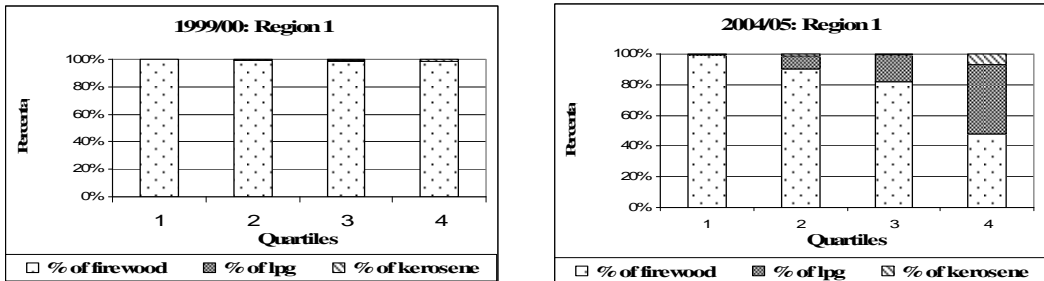 1999/00: Region 1
100%
80%
60%
40%
20%
0%
Percenta
1 2 3 4
Quartiles
% of firewood % of lpg % of kerosene
2004/05: Region 1
100%
80%
60%
40%
20%
0%
Percenta
1 2 3 4
Quartiles
% of firewood % of lpg % of kerosene